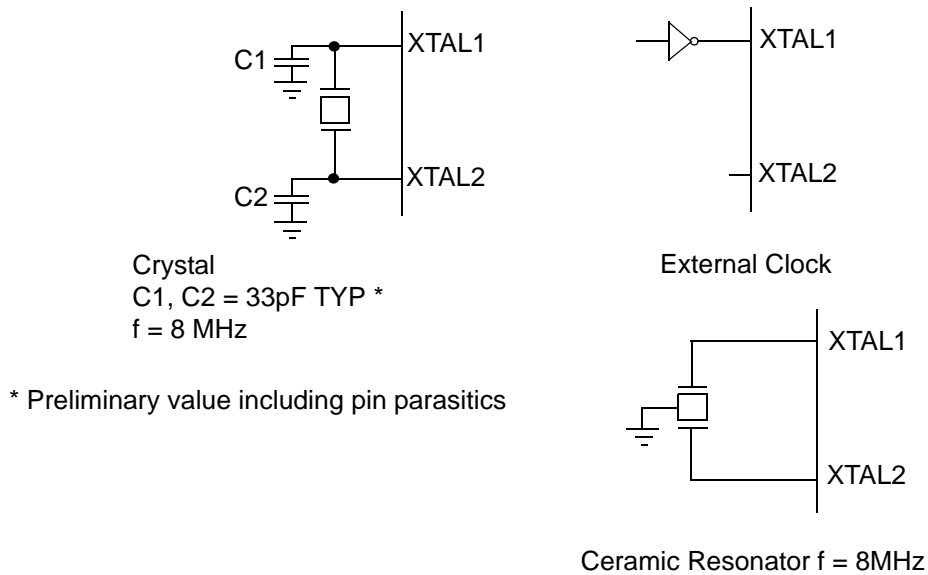 C1
XTAL1
C2
XTAL2
Crystal
C1, C2 = 33pF TYP *
f = 8 MHz
* Preliminary value including pin parasitics
XTAL1
XTAL2
External Clock
XTAL1
XTAL2
Ceramic Resonator f = 8MHz